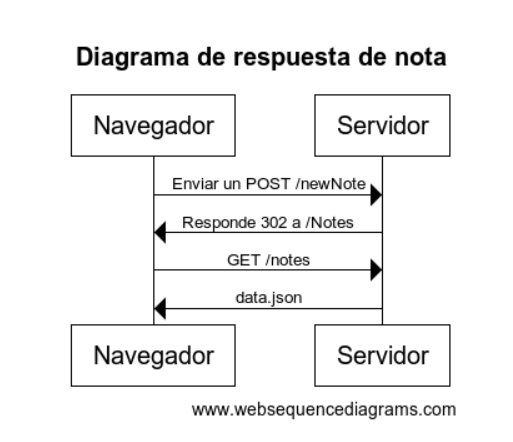 Diagrama de respuesta de nota
Navegador Servidor
Enviar un POST /newNote
Responde 302 a /Notes
GET /notes
data.json
Navegador Servidor
www.websequencediagrams.com